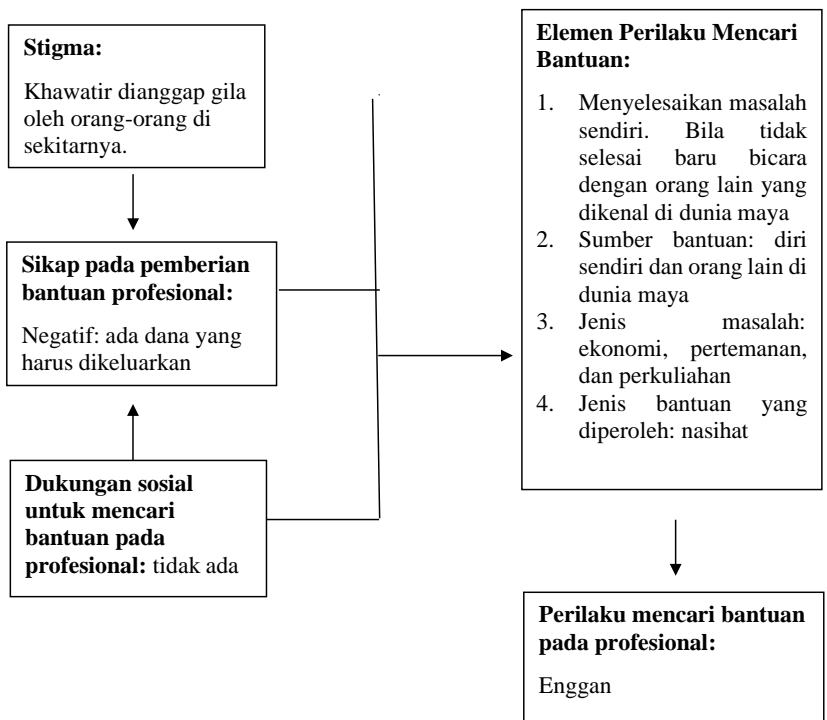 Stigma:
Khawatir dianggap gila
oleh orang-orang di
sekitarnya.
Sikap pada pemberian
bantuan profesional:
Negatif: ada dana yang
harus dikeluarkan
Dukungan sosial
untuk mencari
bantuan pada
profesional: tidak ada
Elemen Perilaku Mencari
Bantuan:
1. Menyelesaikan masalah
sendiri. Bila tidak
selesai baru bicara
dengan orang lain yang
dikenal di dunia maya
2. Sumber bantuan: diri
sendiri dan orang lain di
dunia maya
3. Jenis masalah:
ekonomi, pertemanan,
dan perkuliahan
4. Jenis bantuan yang
diperoleh: nasihat
Perilaku mencari bantuan
pada profesional:
Enggan